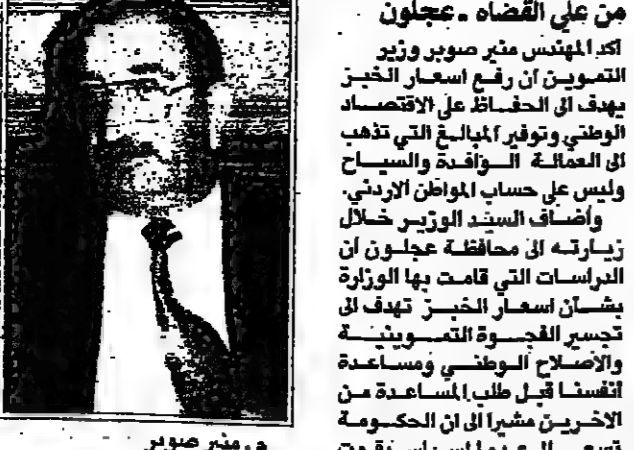 من علي القضاه - عجلون
اكد المهندس منير صوبر وزير
التموين ان رفع اسعار الخبز
يهدف الى الحفاظ على الاقتصاد
الوطني وتوفير المبالغ التي تذهب
الى العمالة الوافدة والسياح
وليس على حساب المواطن الاردني.
واضاف السيد الوزير خلال
زيارته الى محافظة عجلون ان
الدراسات التي قامت بها الوزارة
بشأن اسعار الخبز تهدف الى
تجسير الفجوة التموينية
والاصلاح الوطني ومساعدة
انفسنا قبل طلب المساعدة من
الاخرين مشيرا الى ان الحكومة
م. منير صوبر